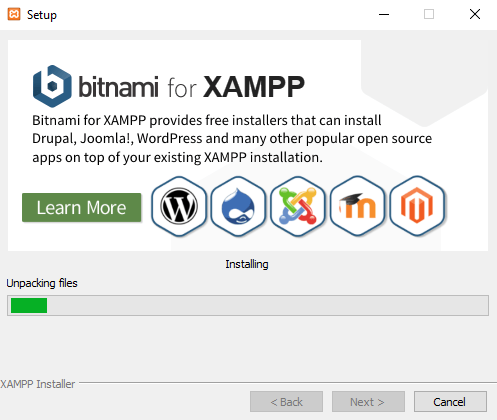 Setup
bitnami for XAMPP
Bitnami for XAMPP provides free installers that can install
Drupal, Joomla!, WordPress and many other popular open source
apps on top of your existing XAMPP installation.
Learn More
Installing
Unpacking files
XAMPP Installer
< Back
Next >
Cancel